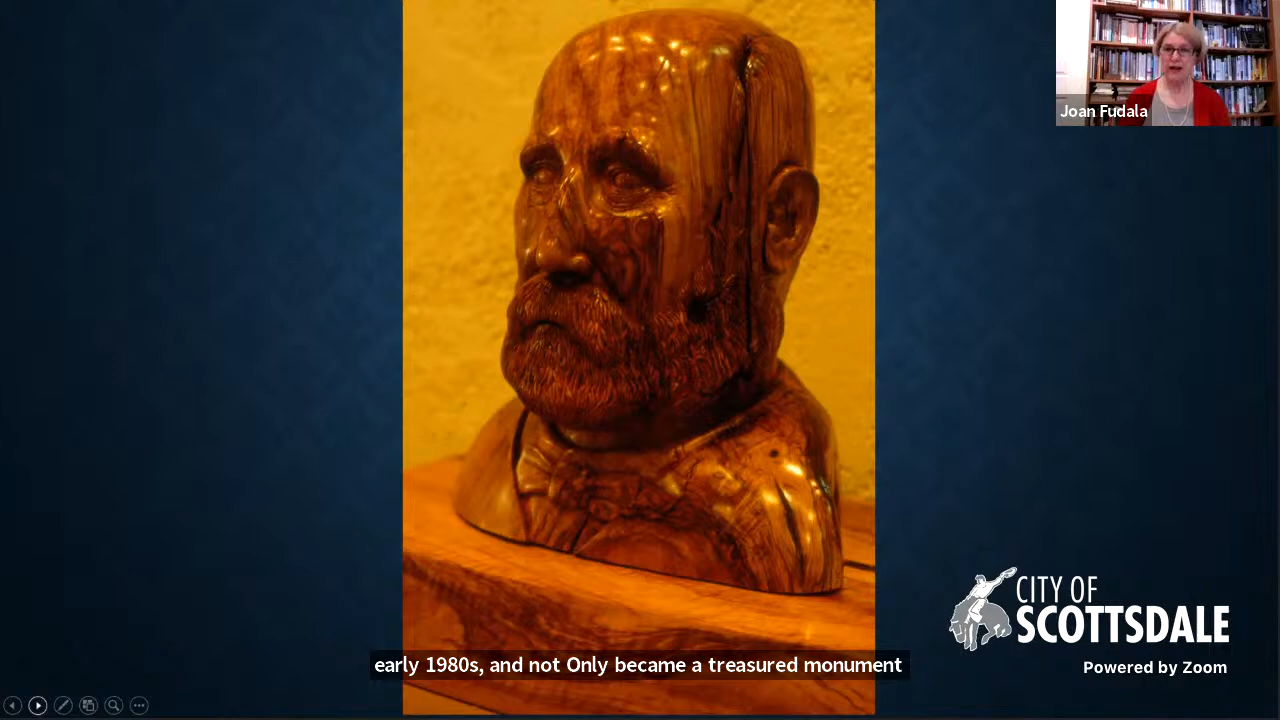 Joan Fudala
CITY OF
SCOTTSDALE
early 1980s, and not Only became a treasured monument
Powered by Zoom